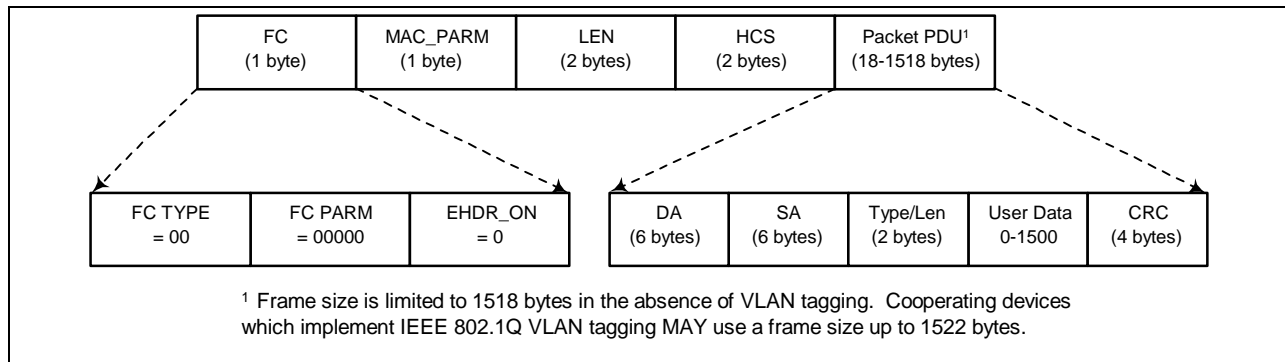 FC
(1 byte)
MAC_PARM
(1 byte)
LEN
(2 bytes)
HCS
(2 bytes)
Packet PDU¹
(18-1518 bytes)
FC TYPE
= 00
FC PARM
= 00000
EHDR_ON
= 0
DA
(6 bytes)
SA
(6 bytes)
Type/Len
(2 bytes)
User Data
0-1500
CRC
(4 bytes)
¹ Frame size is limited to 1518 bytes in the absence of VLAN tagging. Cooperating devices
which implement IEEE 802.1Q VLAN tagging MAY use a frame size up to 1522 bytes.